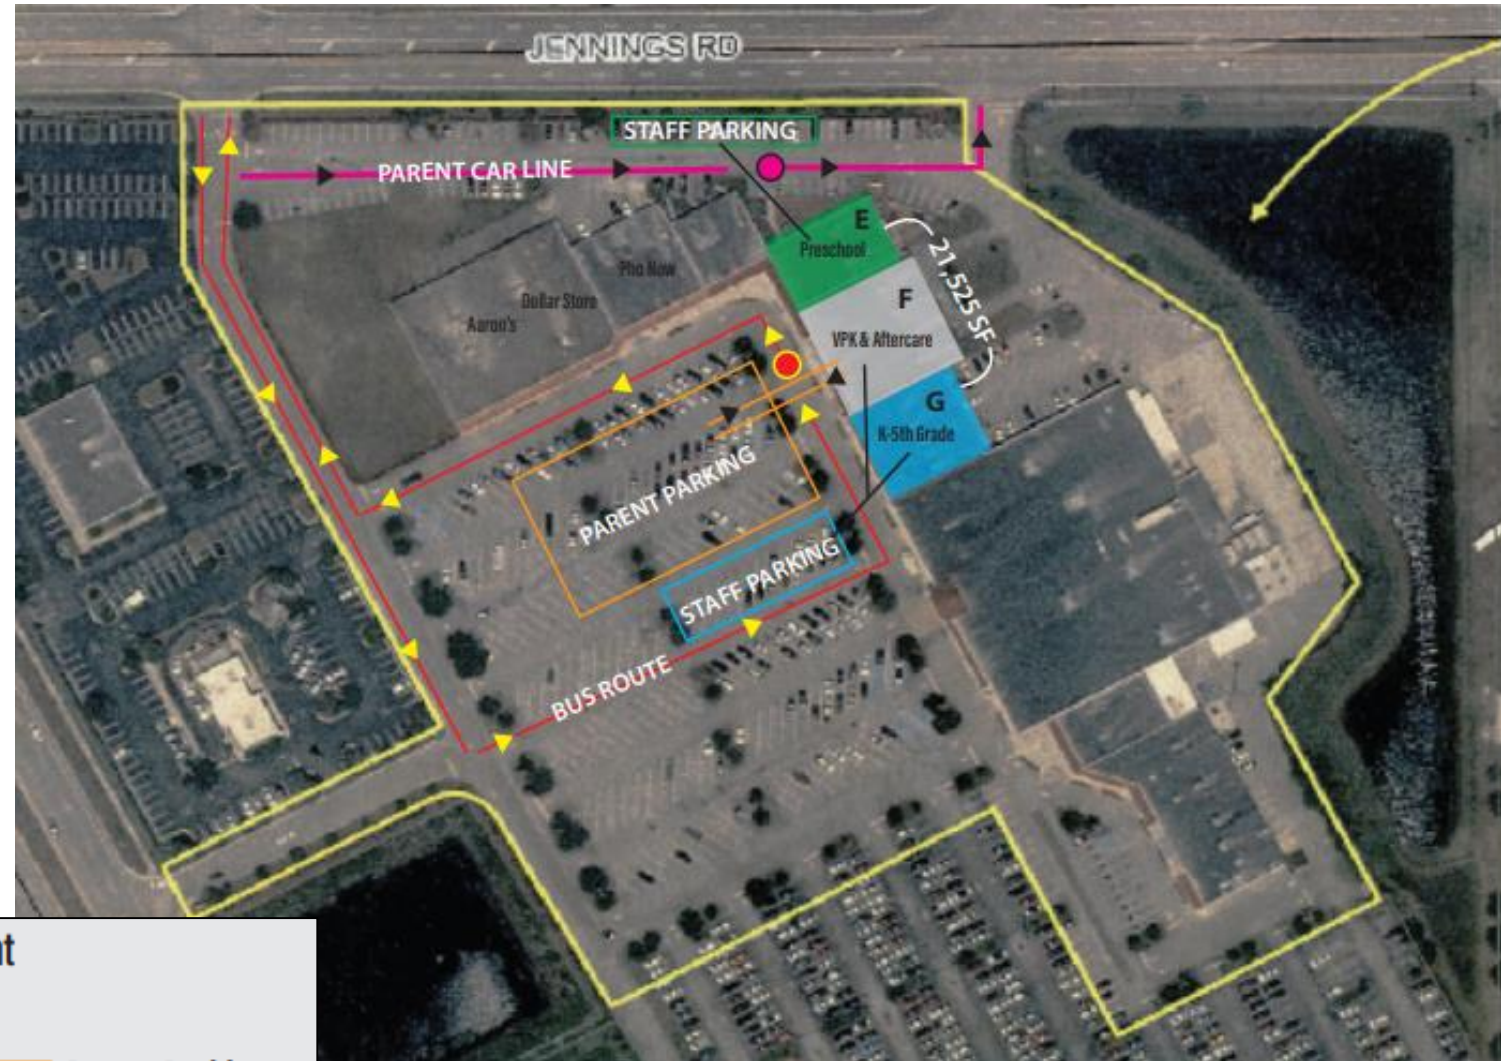 JENNINGS RD
STAFF PARKING
PARENT CAR LINE
E
Preschool
21,525 SF
Pho Now
F
Dollar Store
Aaron's
VPK & Aftercare
G
K-5th Grade
PARENT PARKING
STAFF PARKING
BUS ROUTE